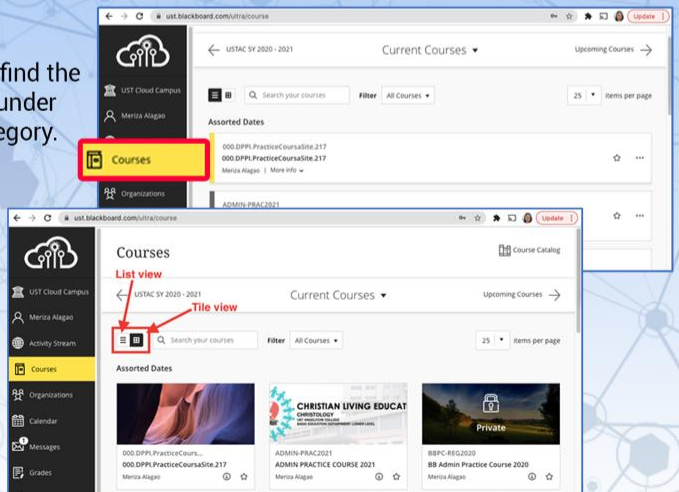 find the
under
egory.
ust.blackboard.com/ultra/course
Update
USTAC SY 2020 - 2021
Current Courses
Upcoming Courses
UST Cloud Campus
Meriza Alagao
Courses
Organizations
Search your courses
Filter All Courses
25 items per page
Assorted Dates
000.DPPI.PracticeCoursaSite.217
000.DPPI.PracticeCoursaSite.217
Meriza Alagao | More info
ADMIN-PRAC2021
ust.blackboard.com/ultra/course
Update
Courses
Course Catalog
List view
USTAC SY 2020 - 2021
Current Courses
Upcoming Courses
Tile view
UST Cloud Campus
Meriza Alagao
Activity Stream
Courses
Organizations
Calendar
1
Messages
Grades
Search your courses
Filter All Courses
25 items per page
Assorted Dates
CHRISTIAN LIVING EDUCAT
CHRISTOLOGY
Private
000.DPPI.PracticeCours...
000.DPPI.PracticeCoursaSite.217
Meriza Alagao
ADMIN-PRAC2021
ADMIN PRACTICE COURSE 2021
Meriza Alagao
BBPC-REG2020
BB Admin Practice Course 2020
Meriza Alagao